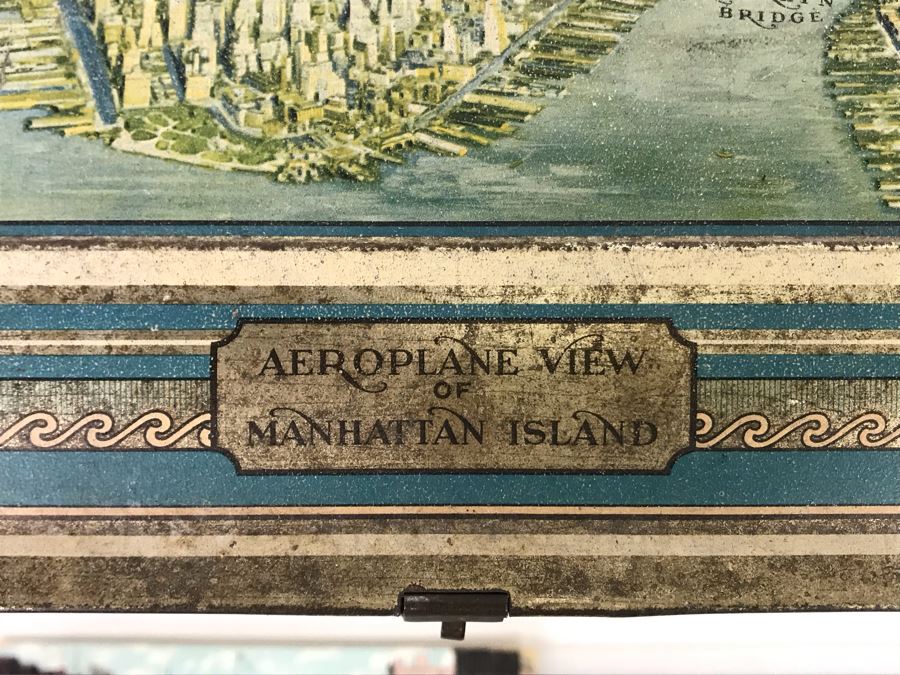 BRIDGE
AEROPLANE VIEW
OF
MANHATTAN ISLAND